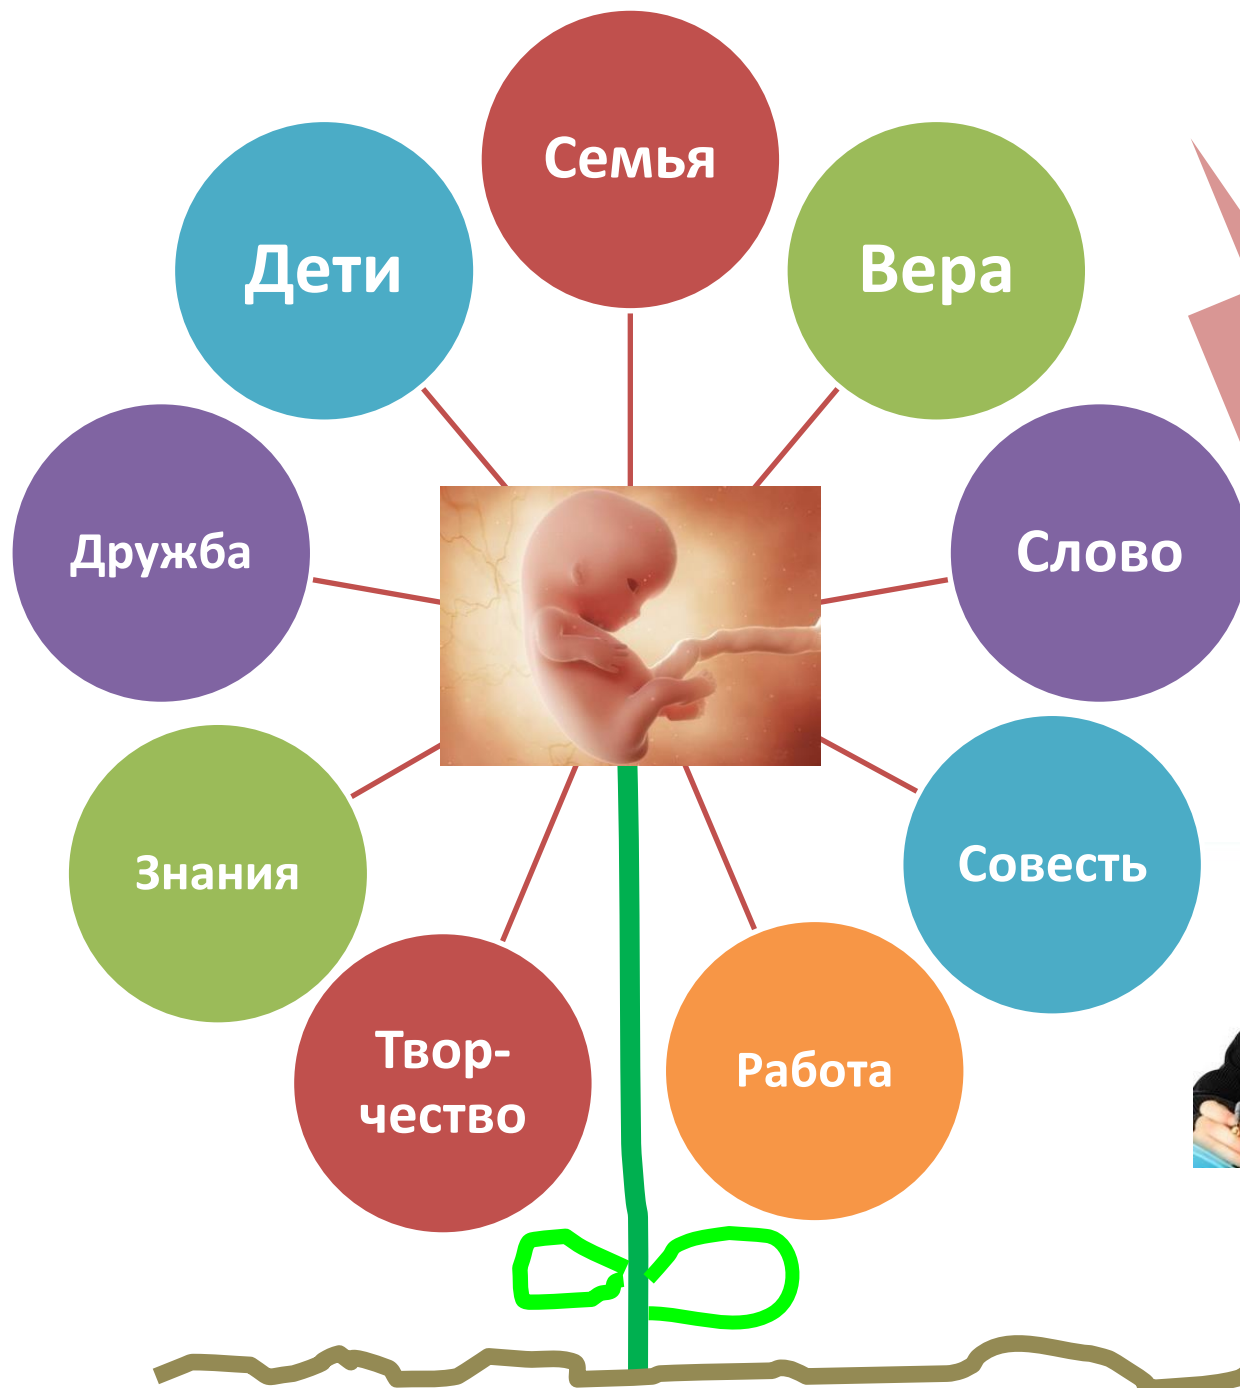 Семья
Дети
Вера
Дружба
Слово
Знания
Совесть
Твор-
чество
Работа